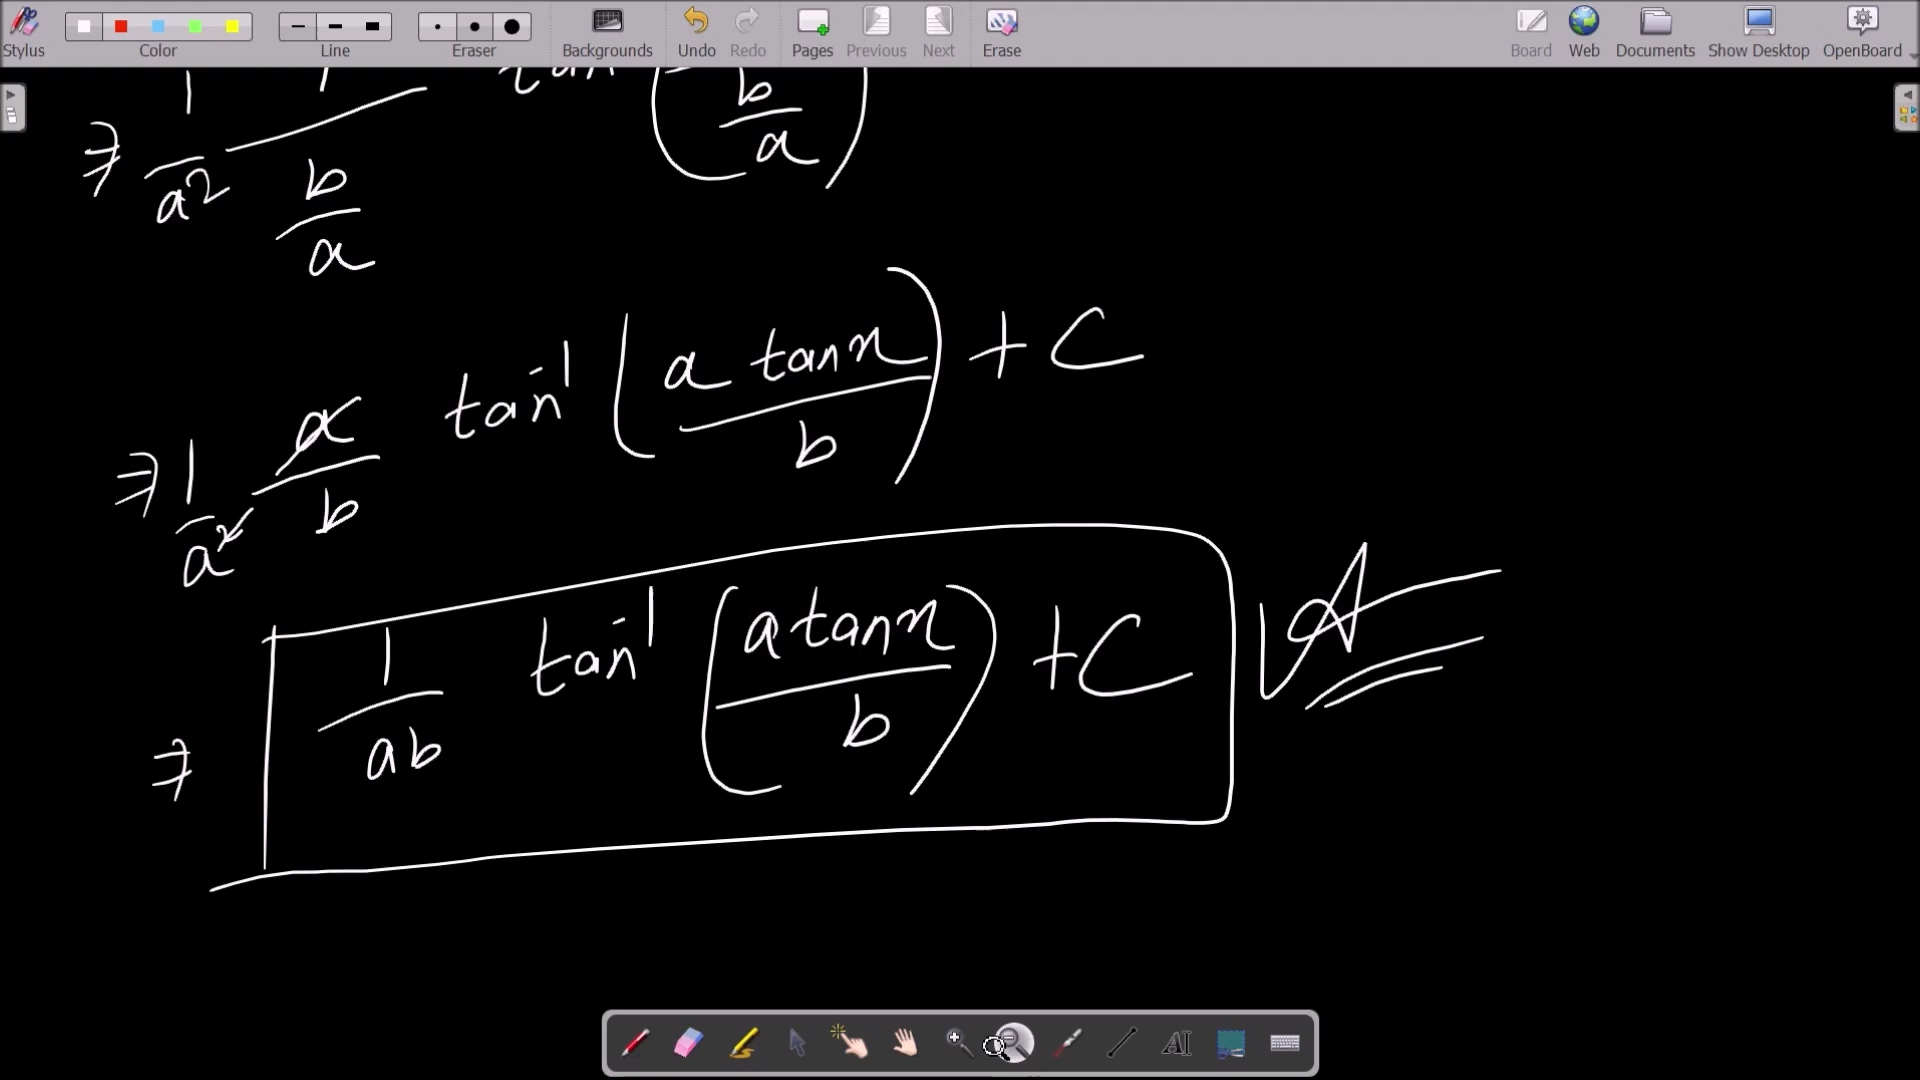 Stylus Color Line Eraser Backgrounds Undo Redo Pages Previous Next Erase Board Web Documents Show Desktop OpenBoard
⇒ 1/a² 1/(b/a) tan ( /(b/a))
⇒ 1/a² a/b tan⁻¹ (a tanx / b) + C
⇒ 1/ab tan⁻¹ (a tanx / b) + C
AI